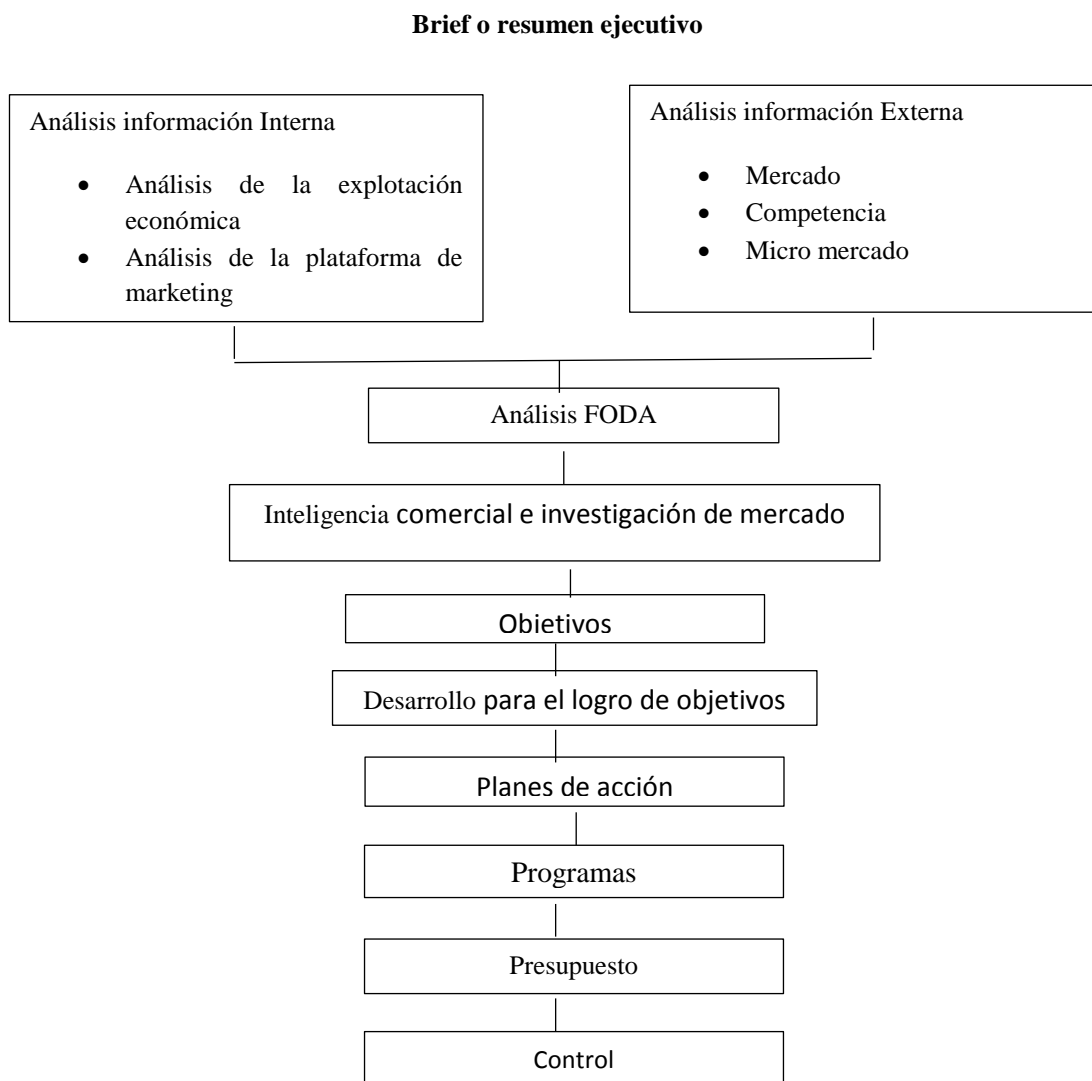 Brief o resumen ejecutivo
Análisis información Interna
• Análisis de la explotación
económica
• Análisis de la plataforma de
marketing
Análisis información Externa
• Mercado
• Competencia
• Micro mercado
Análisis FODA
Inteligencia comercial e investigación de mercado
Objetivos
Desarrollo para el logro de objetivos
Planes de acción
Programas
Presupuesto
Control